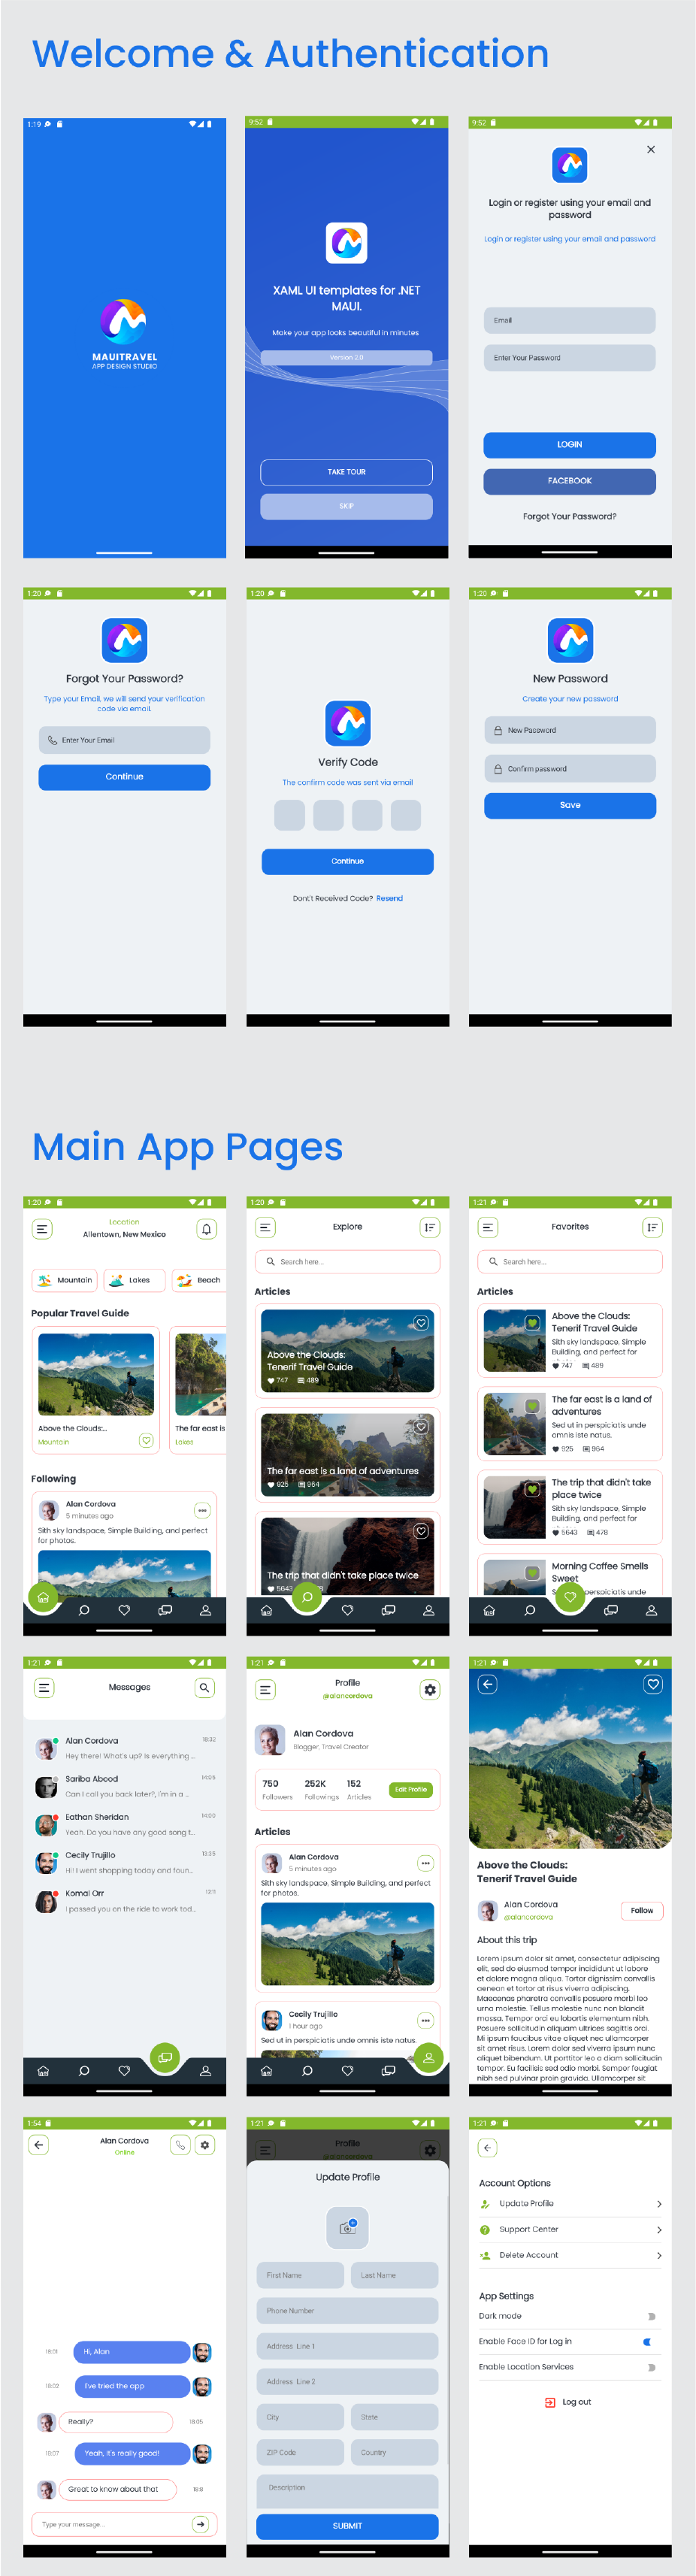 Welcome & Authentication
1:19
MAUITRAVEL
APP DESIGN STUDIO
9:52
XAML UI templates for .NET
MAUI.
Make your app looks beautiful in minutes
Version 2.0
TAKE TOUR
SKIP
9:52
Login or register using your email and
password
Login or register using your email and password
Email
Enter Your Password
LOGIN
FACEBOOK
Forgot Your Password?
1:20
Forgot Your Password?
Type your Email, we will send your verification
code via email.
Enter Your Email
Continue
1:20
Verify Code
The confirm code was sent via email
Continue
Dont't Received Code? Resend
1:20
New Password
Create your new password
New Password
Confirm password
Save
Main App Pages
1:20
Location
Allentown, New Mexico
Mountain
Lakes
Beach
Popular Travel Guide
Above the Clouds:...
Mountain
The far east is
Lakes
Following
Alan Cordova
5 minutes ago
Sith sky landspace, Simple Building, and perfect
for photos.
1:20
Explore
Search here...
Articles
Above the Clouds:
Tenerif Travel Guide
747 489
The far east is a land of adventures
925 964
The trip that didn't take place twice
5643
1:21
Favorites
Search here...
Articles
Above the Clouds:
Tenerif Travel Guide
Sith sky landspace, Simple
Building, and perfect for
747 489
The far east is a land of
adventures
Sed ut in perspiciatis unde
omnis iste natus.
925 964
The trip that didn't take
place twice
Sith sky landspace, Simple
Building, and perfect for
5643 478
Morning Coffee Smells
Sweet
perspiciatis unde
1:21
Messages
Alan Cordova 18:32
Hey there! What's up? Is everything ...
Sariba Abood 14:05
Can I call you back later?, I'm in a ...
Eathan Sheridan 14:00
Yeah. Do you have any good song t...
Cecily Trujillo 13:35
Hi! I went shopping today and foun...
Komal Orr 12:11
I passed you on the ride to work tod...
1:21
Profile
@alancordova
Alan Cordova
Blogger, Travel Creator
750 252K 152
Followers Followings Articles
Edit Profile
Articles
Alan Cordova
5 minutes ago
Sith sky landspace, Simple Building, and perfect
for photos.
Cecily Trujillo
1 hour ago
Sed ut in perspiciatis unde omnis iste natus.
1:21
Above the Clouds:
Tenerif Travel Guide
Alan Cordova
@alancordova
Follow
About this trip
Lorem ipsum dolor sit amet, consectetur adipiscing
elit, sed do eiusmod tempor incididunt ut labore
et dolore magna aliqua. Tortor dignissim convallis
aenean et tortor at risus viverra adipiscing.
Maecenas pharetra convallis posuere morbi leo
urna molestie. Tellus molestie nunc non blandit
massa. Tempor orci eu lobortis elementum nibh.
Posuere sollicitudin aliquam ultrices sagittis orci.
Mi ipsum faucibus vitae aliquet nec ullamcorper
sit amet risus. Lorem dolor sed viverra ipsum nunc
aliquet bibendum. Ut porttitor leo a diam sollicitudin
tempor. Eu facilisis sed odio morbi. Semper feugiat
nibh sed pulvinar proin gravida. Ullamcorper sit
1:54
Alan Cordova
Online
18:01 Hi, Alan
18:02 I've tried the app
Really? 18:05
18:07 Yeah, It's really good!
Great to know about that 18:8
Type your message...
1:21
Profile
@alancordova
Update Profile
First Name
Last Name
Phone Number
Address Line 1
Address Line 2
City
State
ZIP Code
Country
Description
SUBMIT
1:21
Account Options
Update Profile
Support Center
Delete Account
App Settings
Dark mode
Enable Face ID for Log in
Enable Location Services
Log out